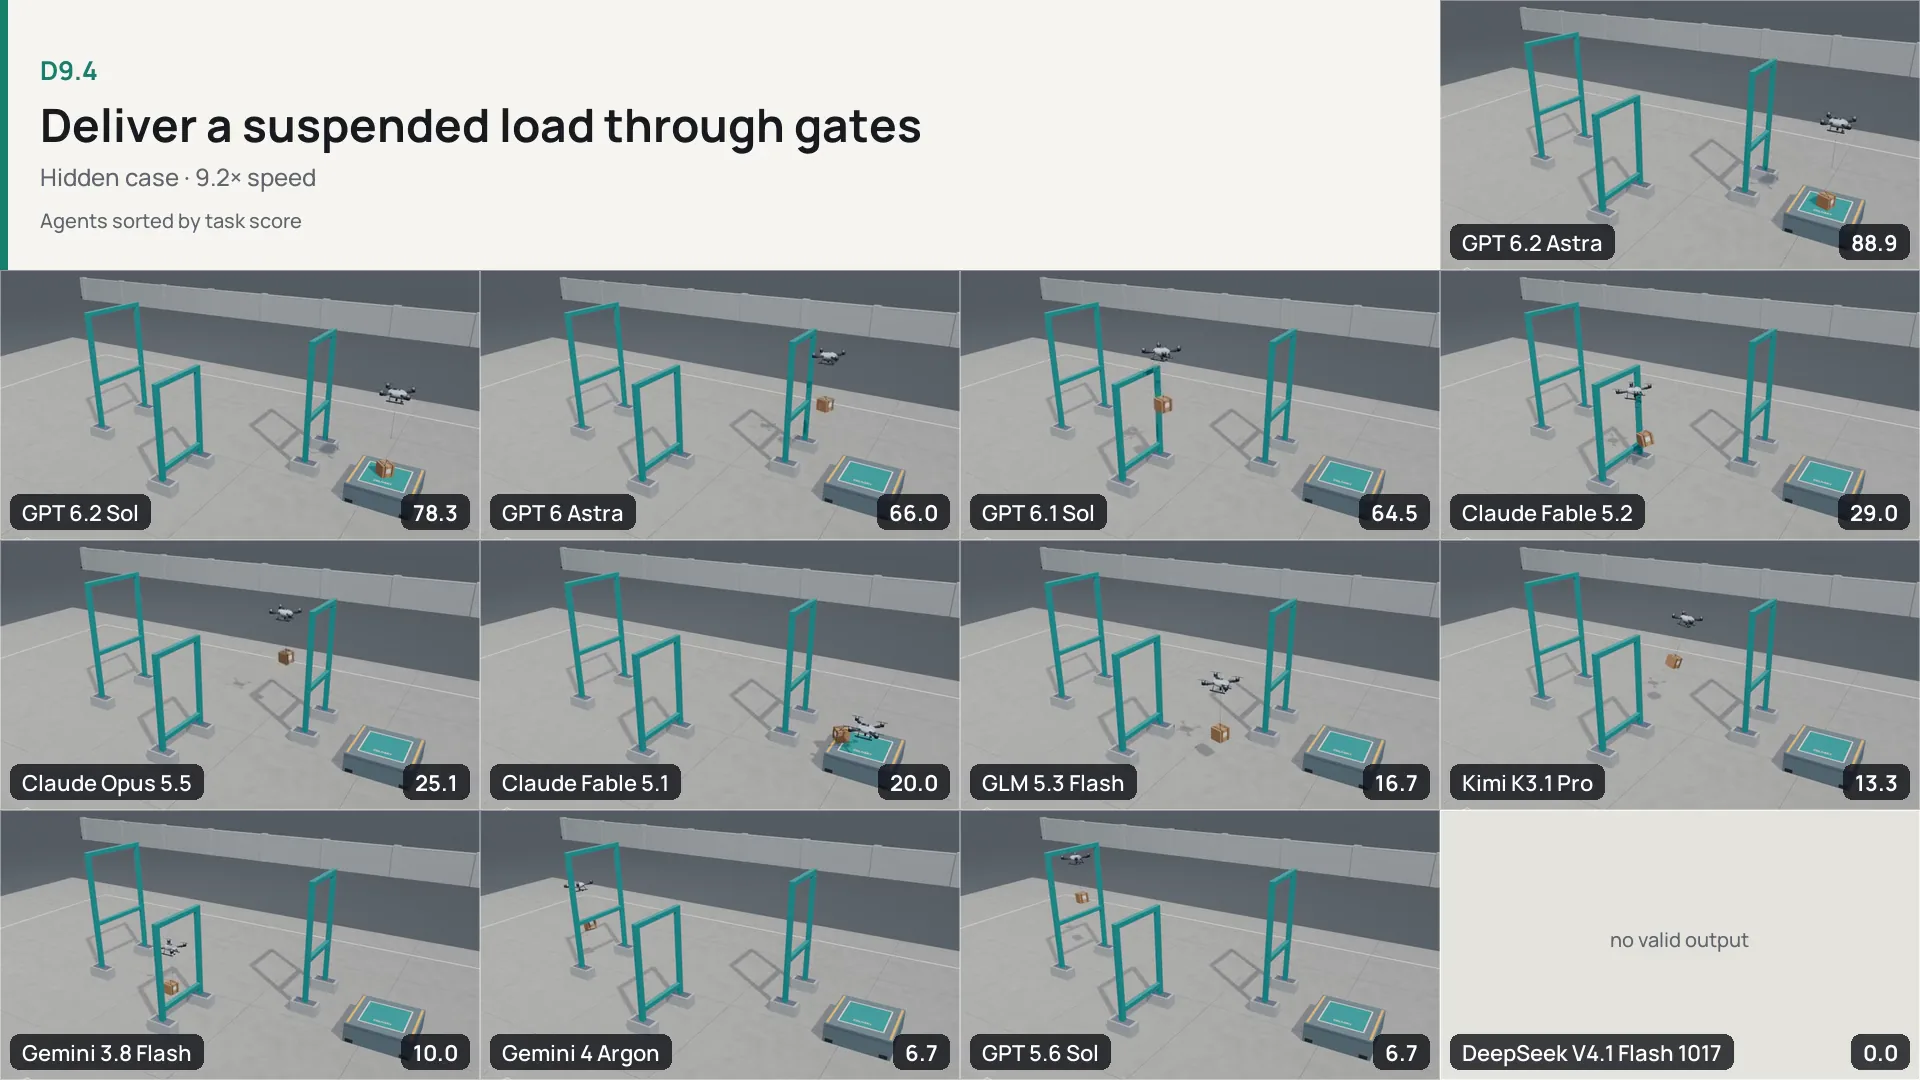 D9.4
Deliver a suspended load through gates
Hidden case · 9.2× speed
Agents sorted by task score
GPT 6.2 Astra
88.9
GPT 6.2 Sol
78.3
GPT 6 Astra
66.0
GPT 6.1 Sol
64.5
Claude Fable 5.2
29.0
Claude Opus 5.5
25.1
Claude Fable 5.1
20.0
GLM 5.3 Flash
16.7
Kimi K3.1 Pro
13.3
Gemini 3.8 Flash
10.0
Gemini 4 Argon
6.7
GPT 5.6 Sol
6.7
no valid output
DeepSeek V4.1 Flash 1017
0.0